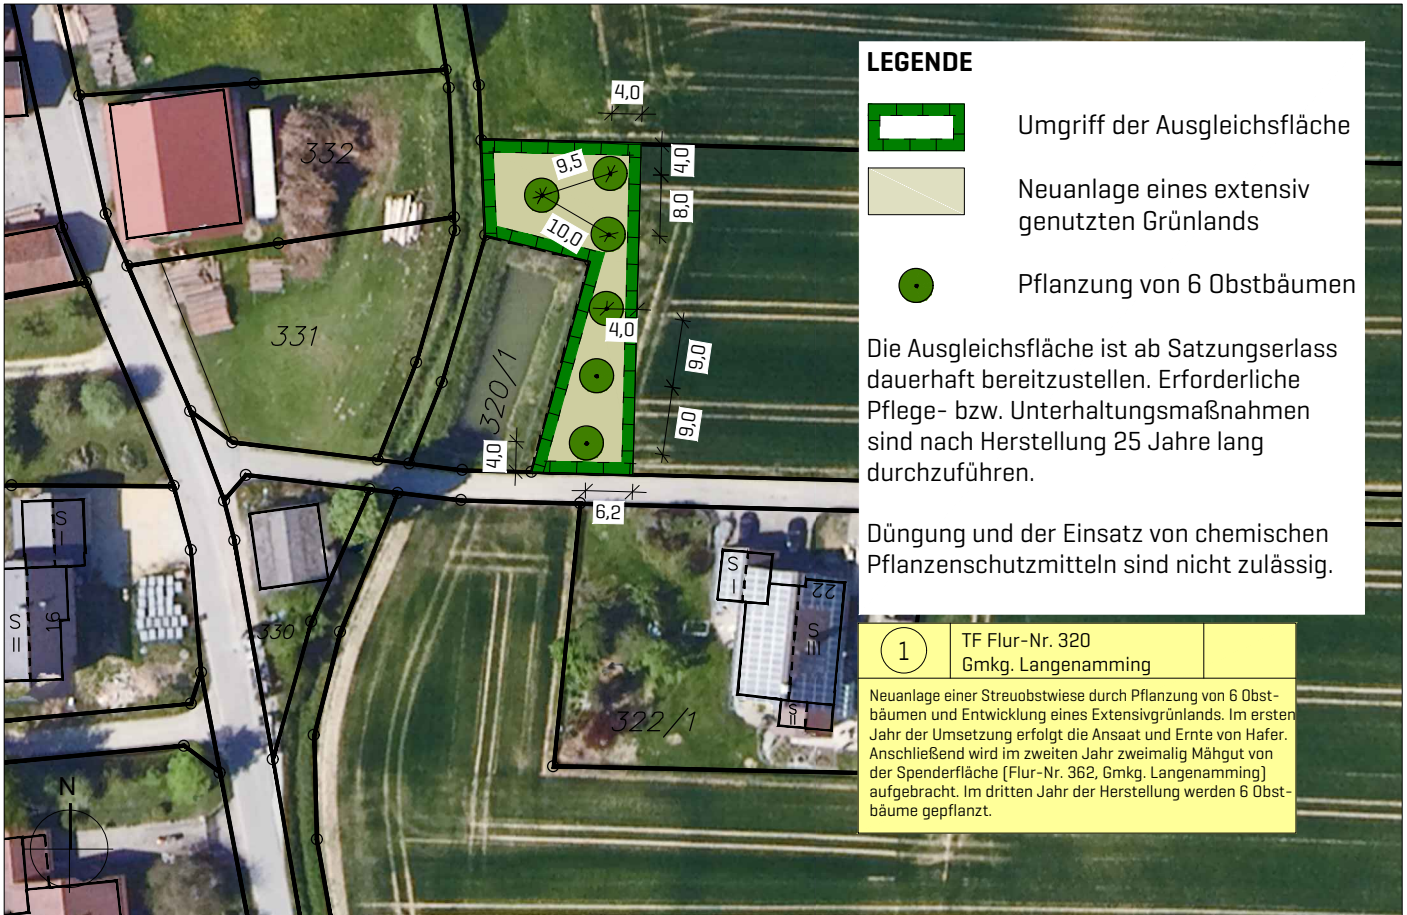 4,0
332
9,5
4,0
8,0
10,0
331
4,0
320/1
9,0
9,0
4,0
6,2
S
I
S
II
16
330
S
I
22
S
III
S
II
322/1
N
LEGENDE
Umgriff der Ausgleichsfläche
Neuanlage eines extensiv
genutzten Grünlands
Pflanzung von 6 Obstbäumen
Die Ausgleichsfläche ist ab Satzungserlass
dauerhaft bereitzustellen. Erforderliche
Pflege- bzw. Unterhaltungsmaßnahmen
sind nach Herstellung 25 Jahre lang
durchzuführen.
Düngung und der Einsatz von chemischen
Pflanzenschutzmitteln sind nicht zulässig.
1
TF Flur-Nr. 320
Gmkg. Langenamming
Neuanlage einer Streuobstwiese durch Pflanzung von 6 Obst-
bäumen und Entwicklung eines Extensivgrünlands. Im ersten
Jahr der Umsetzung erfolgt die Ansaat und Ernte von Hafer.
Anschließend wird im zweiten Jahr zweimalig Mähgut von
der Spenderfläche (Flur-Nr. 362, Gmkg. Langenamming)
aufgebracht. Im dritten Jahr der Herstellung werden 6 Obst-
bäume gepflanzt.